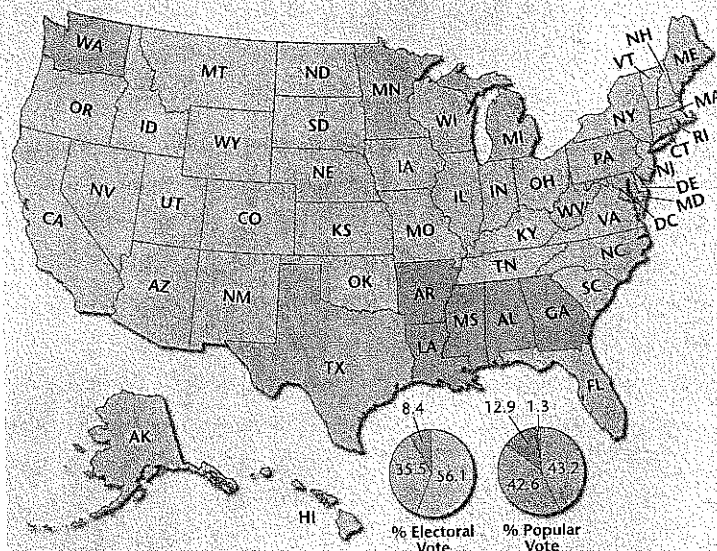 WA
MT
ND
MN
VT
NH
ME
OR
ID
WY
SD
WI
MI
NY
MA
RI
CT
NV
UT
CO
NE
IA
IL
IN
OH
PA
NJ
DE
MD
DC
CA
KS
MO
KY
WV
VA
AZ
NM
OK
AR
TN
NC
SC
TX
LA
MS
AL
GA
FL
AK
HI
8.4
35.5
56.1
% Electoral
Vote
12.9
1.3
43.2
42.6
% Popular
Vote